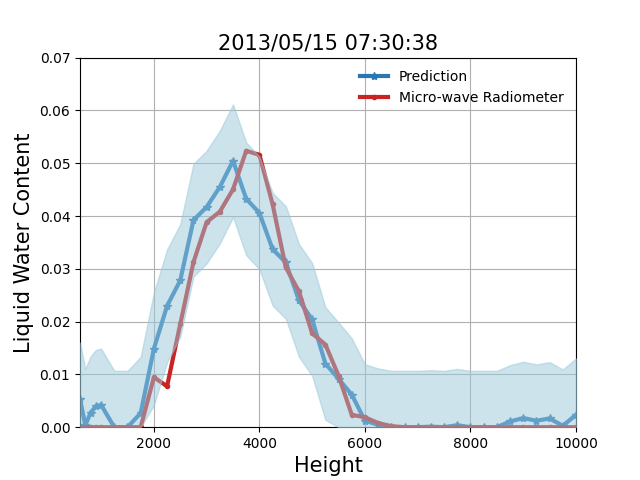 2013/05/15 07:30:38
0.07
0.06
0.05
0.04
0.03
0.02
0.01
0.00
Liquid Water Content
Prediction
Micro-wave Radiometer
2000 4000 6000 8000 10000
Height